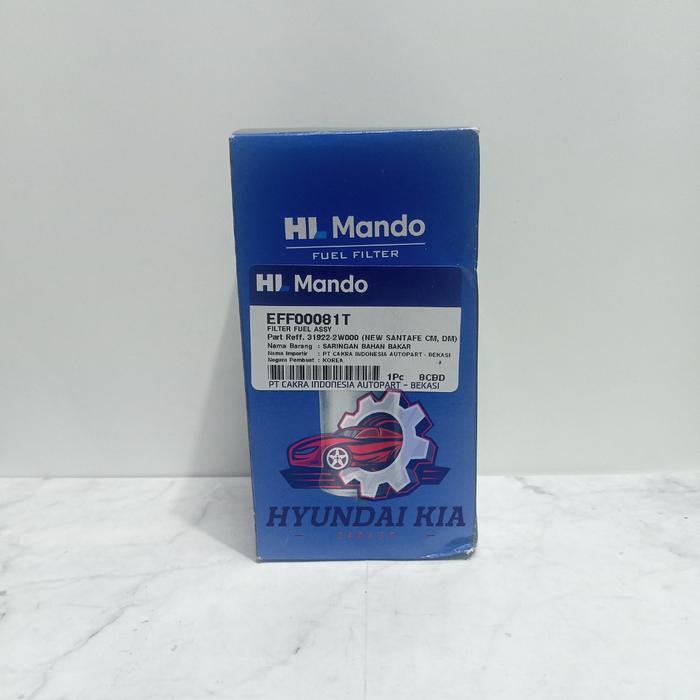 HL Mando
FUEL FILTER
HL Mando
EFF00081T
FILTER FUEL ASSY
Part Reff. 31922-2W000 (NEW SANTAFE CM, DM)
Nama Barang : SARINGAN BAHAN BAKAR
Nama Importir : PT CAKRA INDONESIA AUTOPART - BEKASI
Negara Pembuat : KOREA
1Pc 8CBD
PT CAKRA INDONESIA AUTOPART - BEKASI
HYUNDAI KIA